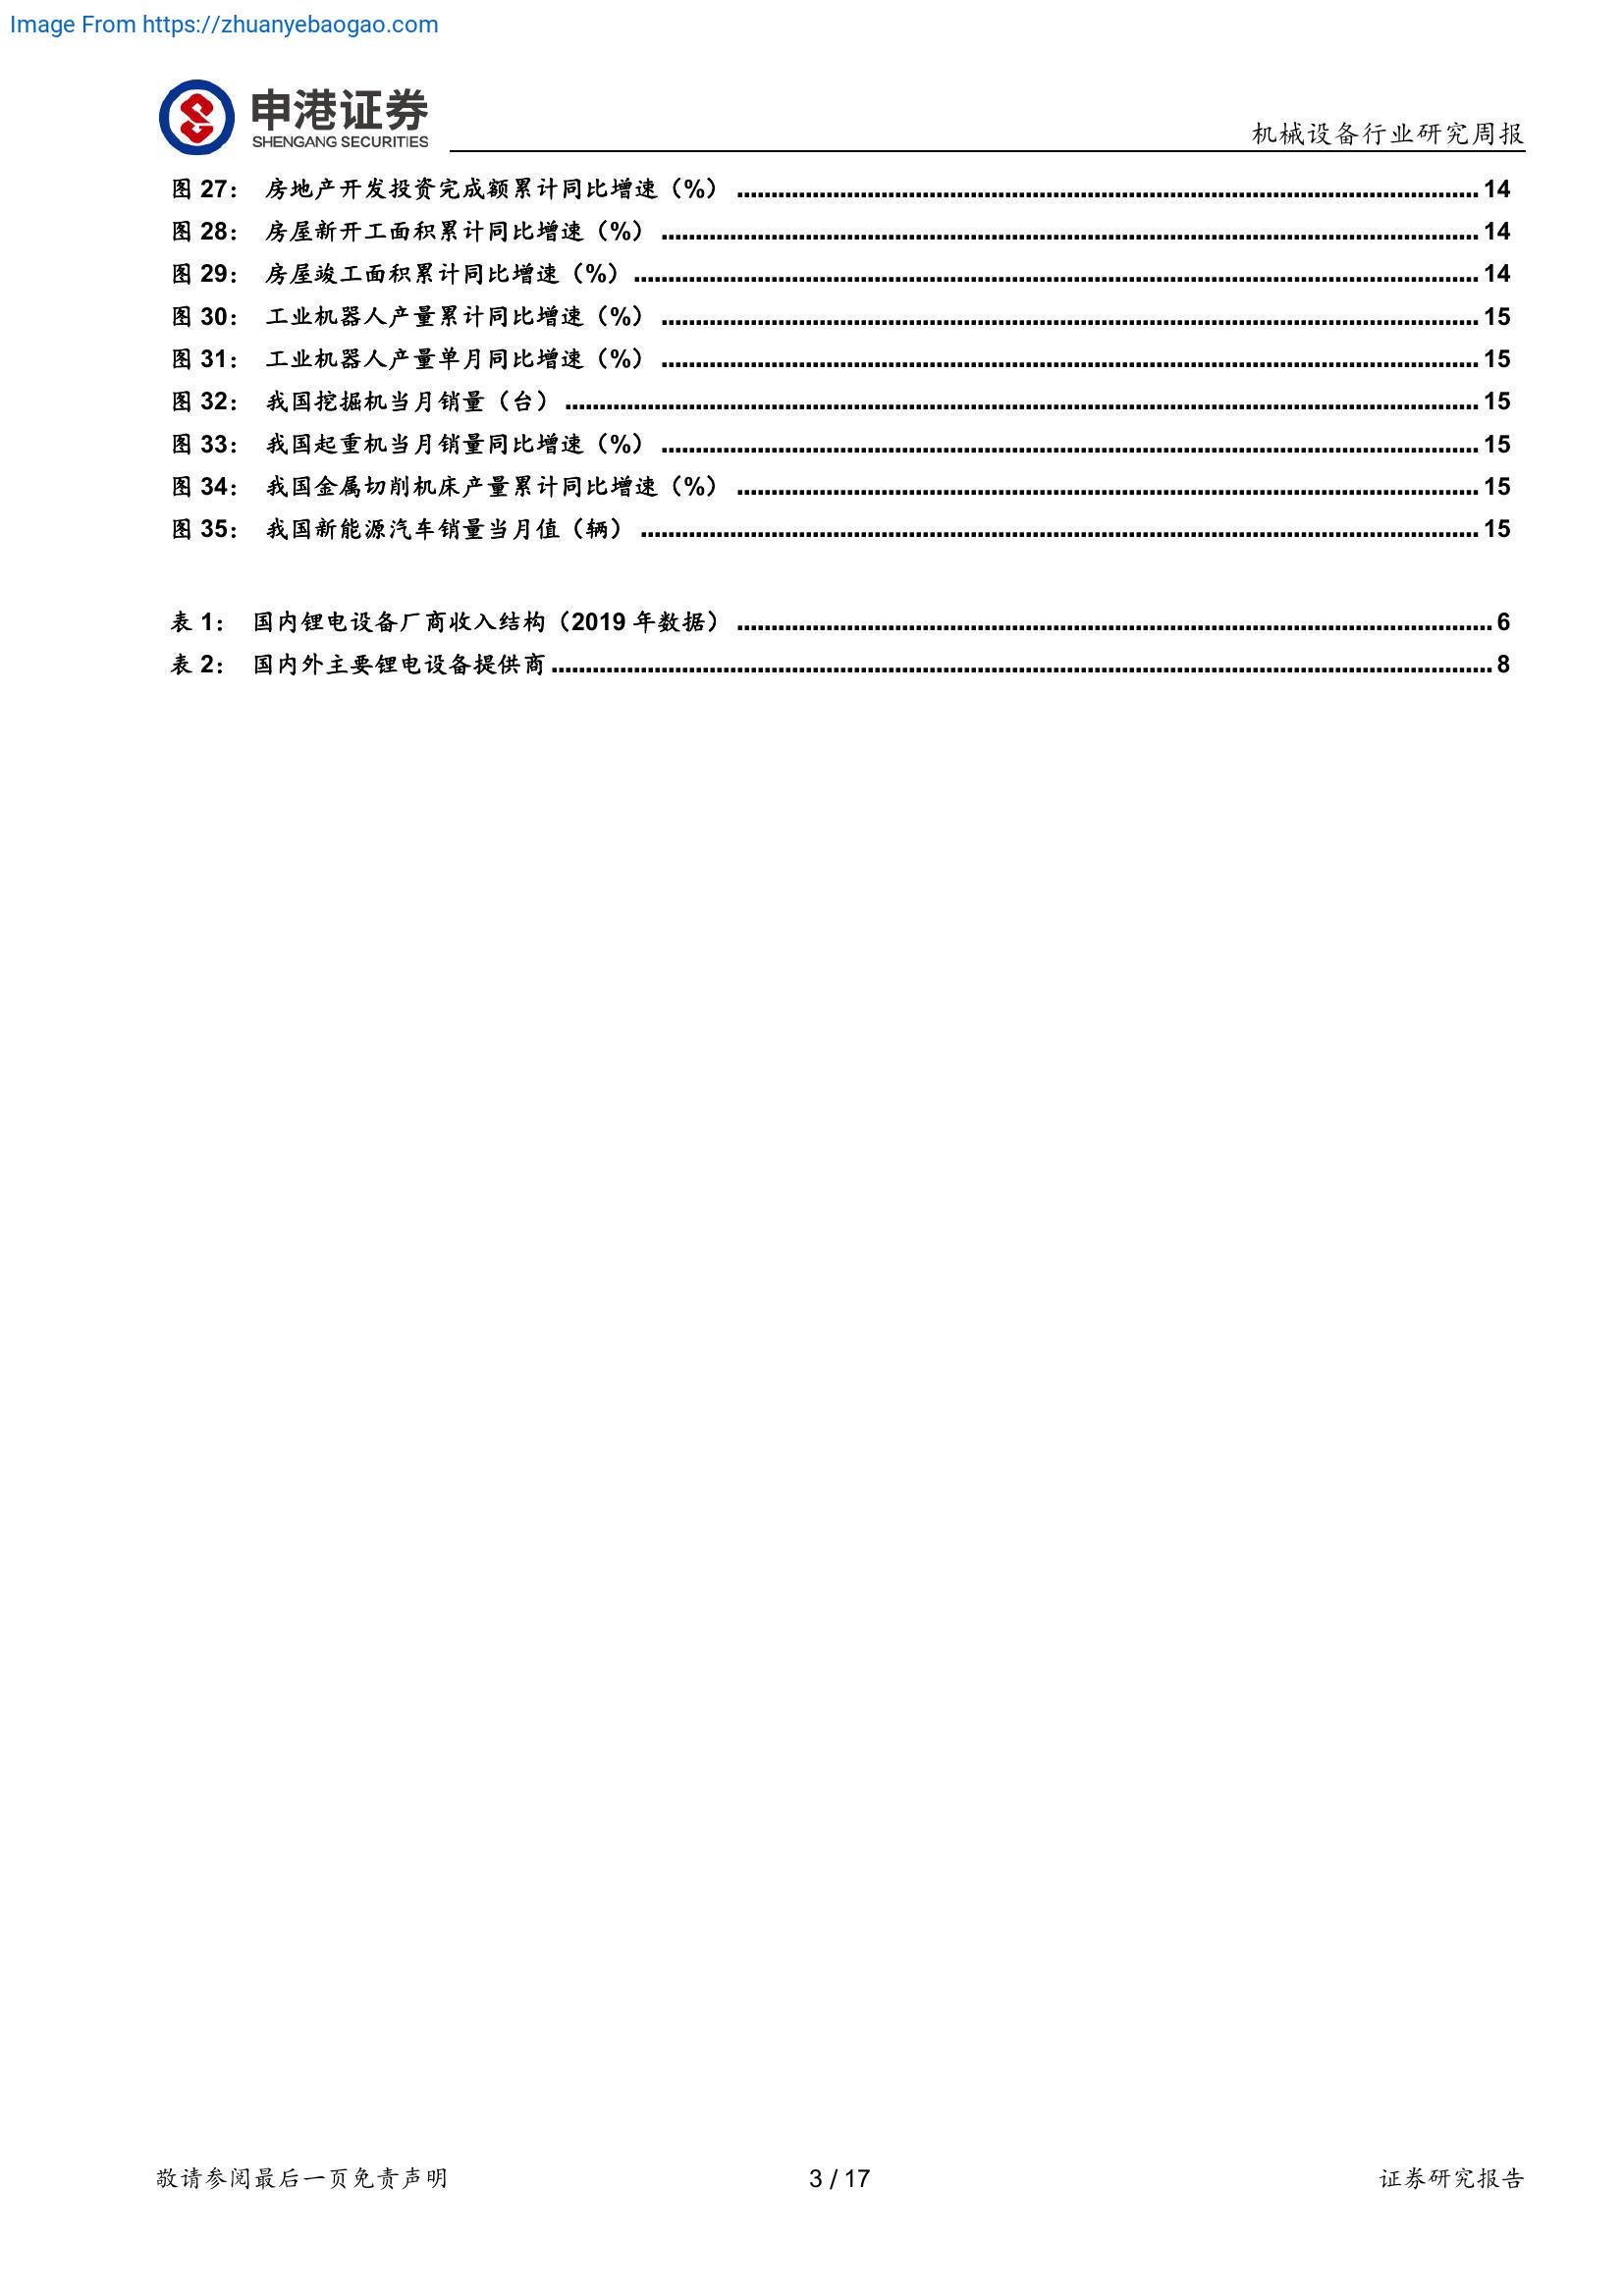 Image From https://zhuanyebaogao.com
申港证券
SHENGANG SECURITIES
机械设备行业研究周报
图 27： 房地产开发投资完成额累计同比增速（%） ........ 14
图 28： 房屋新开工面积累计同比增速（%） ........ 14
图 29： 房屋竣工面积累计同比增速（%） ........ 14
图 30： 工业机器人产量累计同比增速（%） ........ 15
图 31： 工业机器人产量单月同比增速（%） ........ 15
图 32： 我国挖掘机当月销量（台） ........ 15
图 33： 我国起重机当月销量同比增速（%） ........ 15
图 34： 我国金属切削机床产量累计同比增速（%） ........ 15
图 35： 我国新能源汽车销量当月值（辆） ........ 15
表 1： 国内锂电设备厂商收入结构（2019 年数据） ........ 6
表 2： 国内外主要锂电设备提供商 ........ 8
敬请参阅最后一页免责声明
3 / 17
证券研究报告